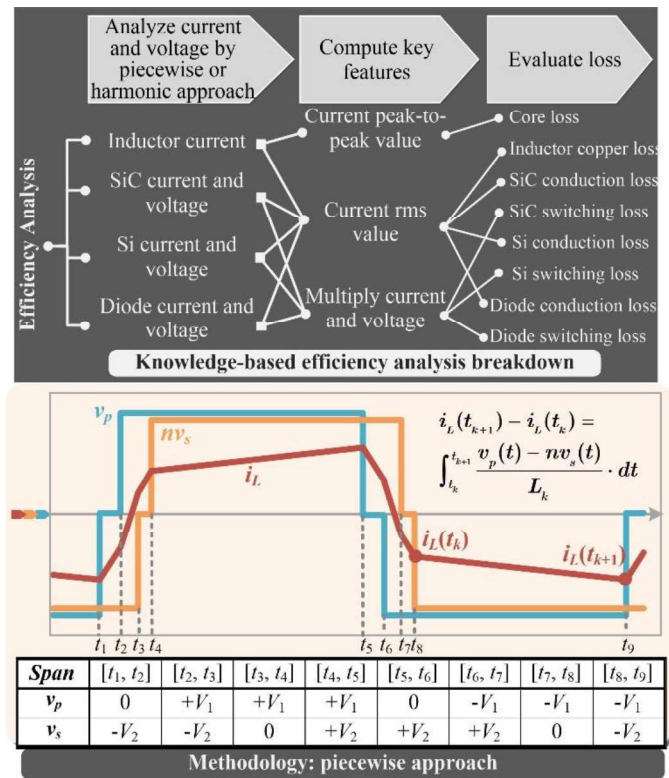 Analyze current
and voltage by
piecewise or
harmonic approach
Compute key
features
Evaluate loss
Efficiency Analysis
Inductor current
SiC current and
voltage
Si current and
voltage
Diode current and
voltage
Current peak-to-
peak value
Current rms
value
Multiply current
and voltage
Core loss
Inductor copper loss
SiC conduction loss
SiC switching loss
Si conduction loss
Si switching loss
Diode conduction loss
Diode switching loss
Knowledge-based efficiency analysis breakdown
v_p
nv_s
i_L
i_L(t_{k+1}) − i_L(t_k) =
∫_{t_k}^{t_{k+1}} \frac{v_p(t) − nv_s(t)}{L_k} · dt
i_L(t_k)
i_L(t_{k+1})
t_1 t_2 t_3 t_4 t_5 t_6 t_7 t_8 t_9
Span [t_1, t_2] [t_2, t_3] [t_3, t_4] [t_4, t_5] [t_5, t_6] [t_6, t_7] [t_7, t_8] [t_8, t_9]
v_p 0 +V_1 +V_1 +V_1 0 -V_1 -V_1 -V_1
v_s -V_2 -V_2 0 +V_2 +V_2 +V_2 0 -V_2
Methodology: piecewise approach